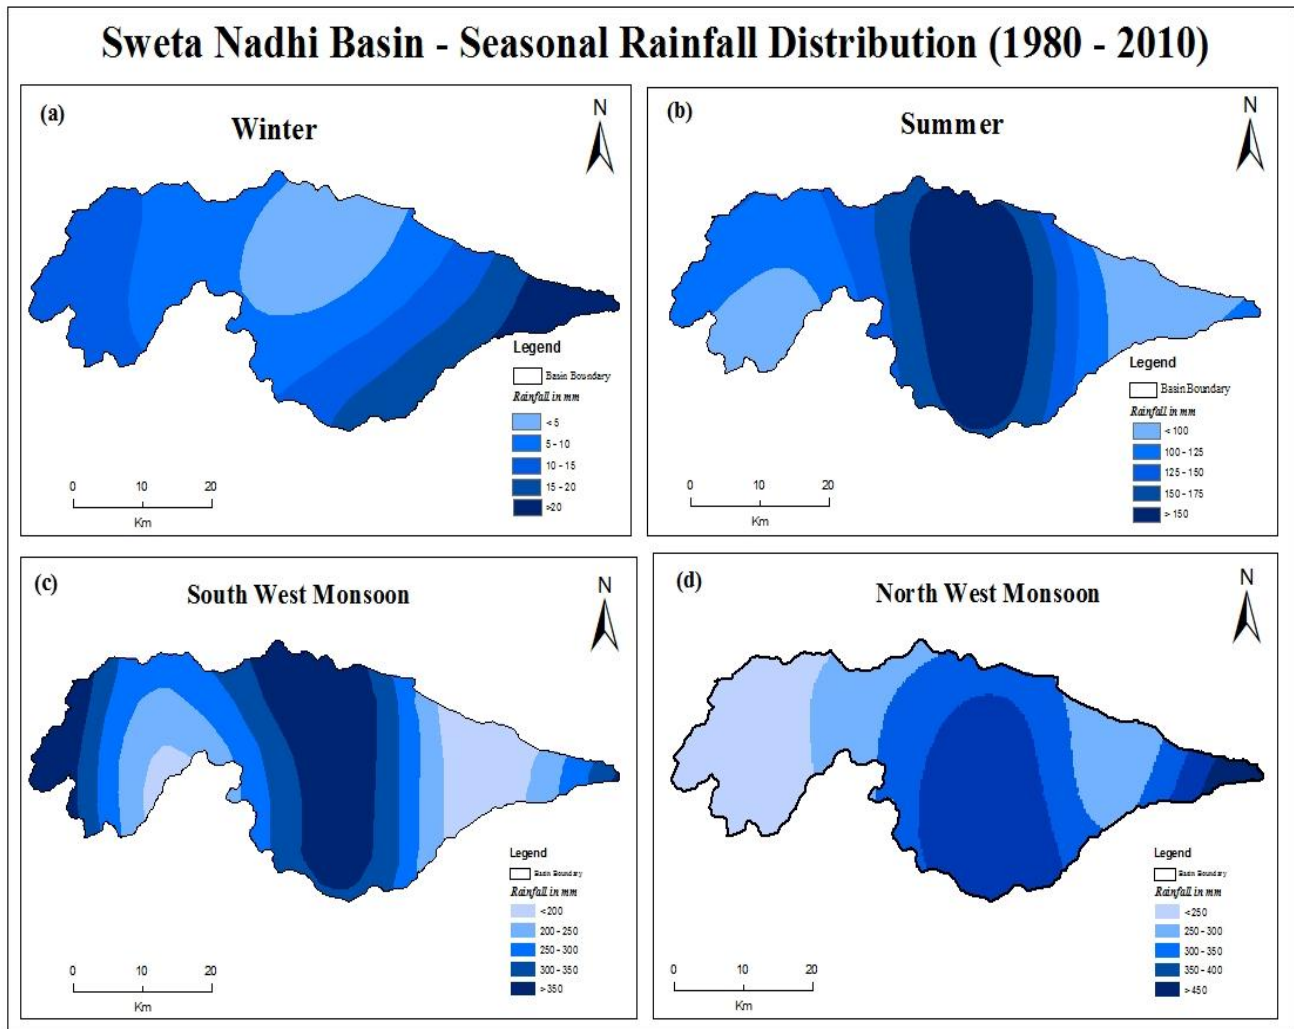 Sweta Nadhi Basin - Seasonal Rainfall Distribution (1980 - 2010)
(a)
Winter
N
Legend
Basin Boundary
Rainfall in mm
< 5
5 - 10
10 - 15
15 - 20
>20
0 10 20
Km
(b)
Summer
N
Legend
Basin Boundary
Rainfall in mm
< 100
100 - 125
125 - 150
150 - 175
> 150
0 10 20
Km
(c)
South West Monsoon
N
Legend
Basin Boundary
Rainfall in mm
<200
200 - 250
250 - 300
300 - 350
>350
0 10 20
Km
(d)
North West Monsoon
N
Legend
Basin Boundary
Rainfall in mm
<250
250 - 300
300 - 350
350 - 400
>450
0 10 20
Km